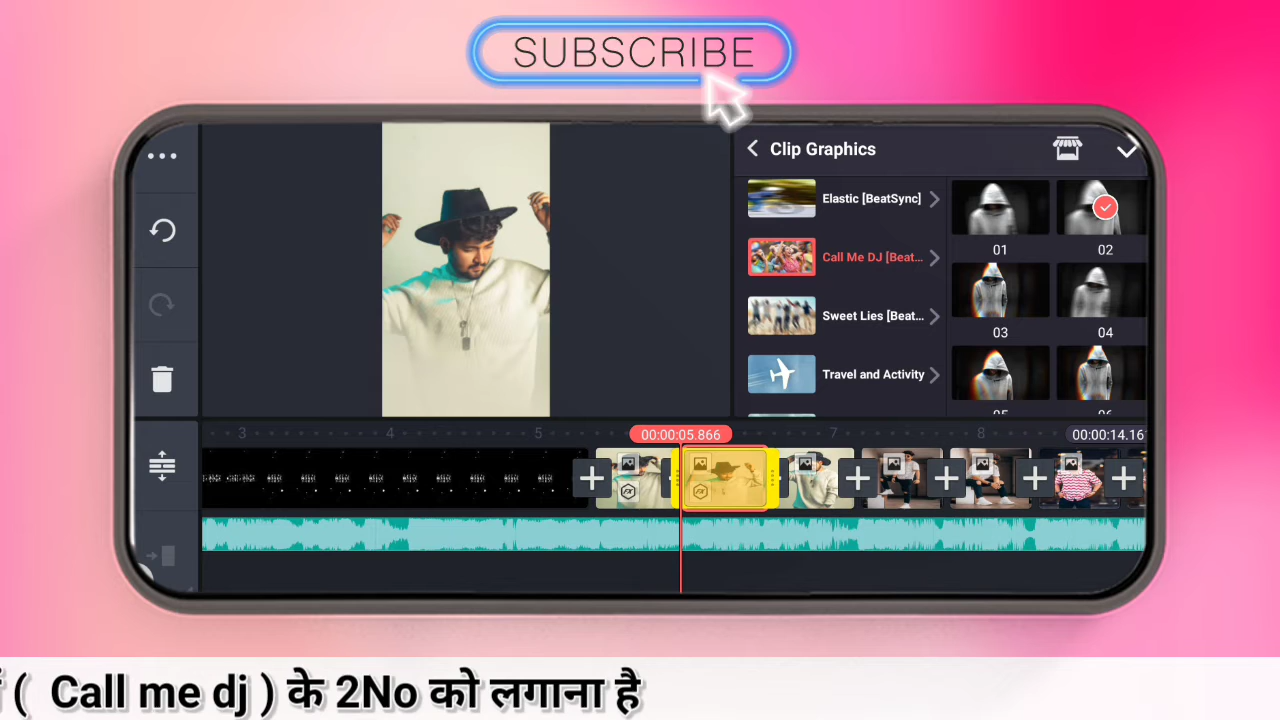 SUBSCRIBE
Clip Graphics
Elastic [BeatSync]
Call Me DJ [Beat...
Sweet Lies [Beat...
Travel and Activity
01
02
03
04
3
4
5
00:00:05.866
7
8
00:00:14.16
( Call me dj ) के 2No को लगाना है